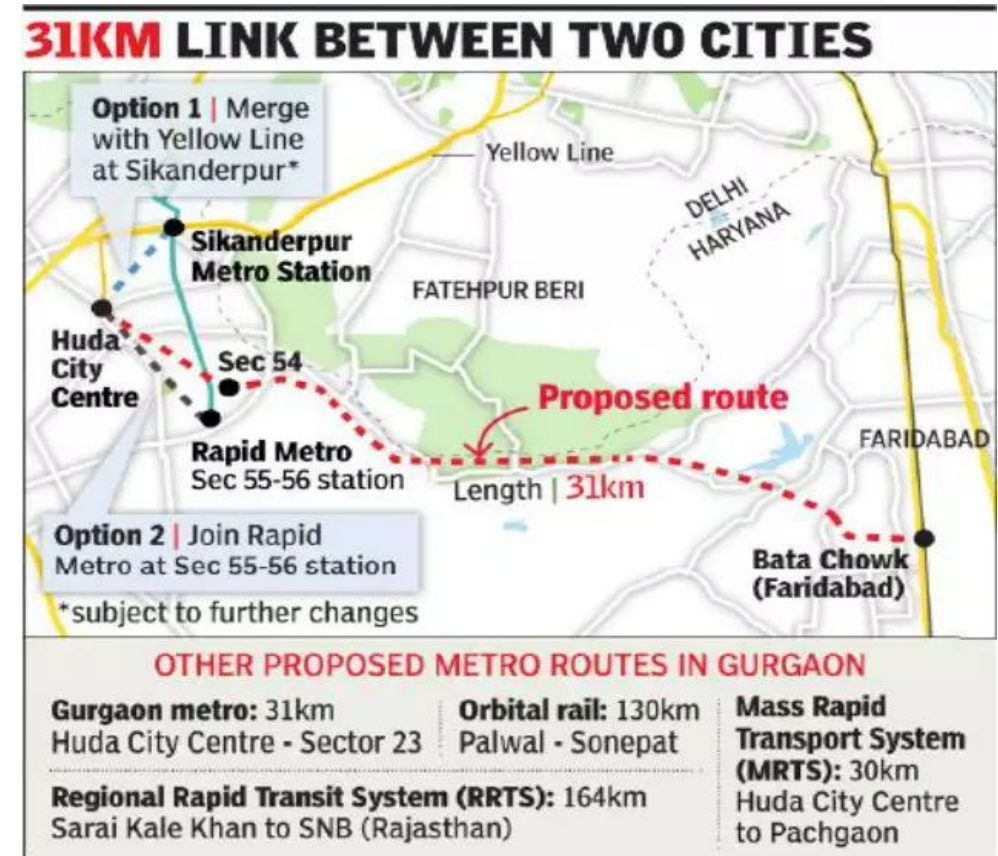 31KM LINK BETWEEN TWO CITIES
Option 1 | Merge
with Yellow Line
at Sikanderpur*
Yellow Line
DELHI
HARYANA
Sikanderpur
Metro Station
FATEHPUR BERI
Huda
City
Centre
Sec 54
Proposed route
FARIDABAD
Rapid Metro
Sec 55-56 station
Length | 31km
Option 2 | Join Rapid
Metro at Sec 55-56 station
Bata Chowk
(Faridabad)
*subject to further changes
OTHER PROPOSED METRO ROUTES IN GURGAON
Gurgaon metro: 31km
Huda City Centre - Sector 23
Orbital rail: 130km
Palwal - Sonepat
Mass Rapid
Transport System
(MRTS): 30km
Huda City Centre
to Pachgaon
Regional Rapid Transit System (RRTS): 164km
Sarai Kale Khan to SNB (Rajasthan)